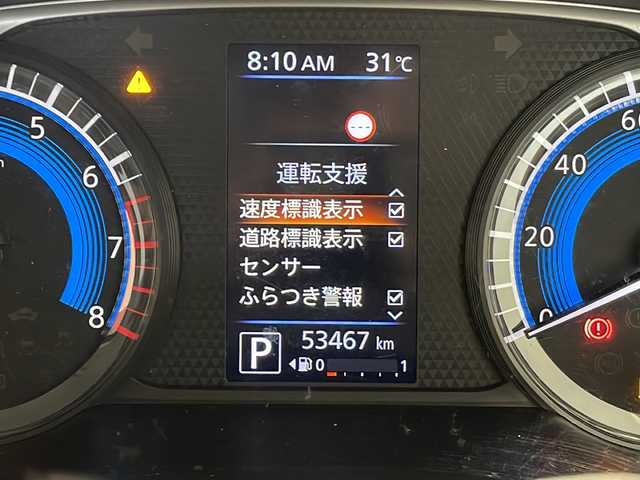 8:10 AM 31℃
---
運転支援
速度標識表示
道路標識表示
センサー
ふらつき警報
P 53467 km
0 1
5
6
7
8
60
40
20
0